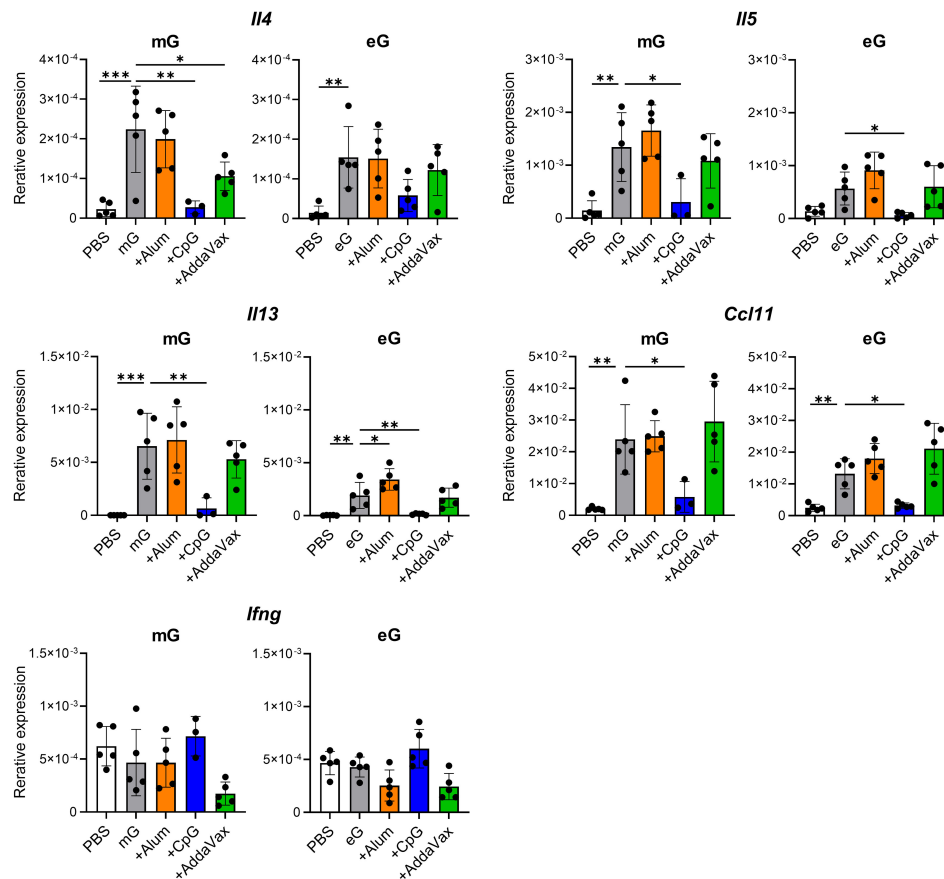 Il4
mG
eG
Rerative expression
4×10⁻⁴
3×10⁻⁴
2×10⁻⁴
1×10⁻⁴
0
*** ** *
PBS mG +Alum +CpG +AddaVax
4×10⁻⁴
3×10⁻⁴
2×10⁻⁴
1×10⁻⁴
0
**
PBS eG +Alum +CpG +AddaVax
Il5
mG
eG
Rerative expression
3×10⁻³
2×10⁻³
1×10⁻³
0
** *
PBS mG +Alum +CpG +AddaVax
3×10⁻³
2×10⁻³
1×10⁻³
0
*
PBS eG +Alum +CpG +AddaVax
Il13
mG
eG
Rerative expression
1.5×10⁻²
1×10⁻²
5×10⁻³
0
*** **
PBS mG +Alum +CpG +AddaVax
1.5×10⁻²
1×10⁻²
5×10⁻³
0
** * **
PBS eG +Alum +CpG +AddaVax
Ccl11
mG
eG
Rerative expression
5×10⁻²
4×10⁻²
3×10⁻²
2×10⁻²
1×10⁻²
0
** *
PBS mG +Alum +CpG +AddaVax
5×10⁻²
4×10⁻²
3×10⁻²
2×10⁻²
1×10⁻²
0
** *
PBS eG +Alum +CpG +AddaVax
Ifng
mG
eG
Rerative expression
1.5×10⁻³
1×10⁻³
5×10⁻⁴
0
PBS mG +Alum +CpG +AddaVax
1.5×10⁻³
1×10⁻³
5×10⁻⁴
0
PBS eG +Alum +CpG +AddaVax